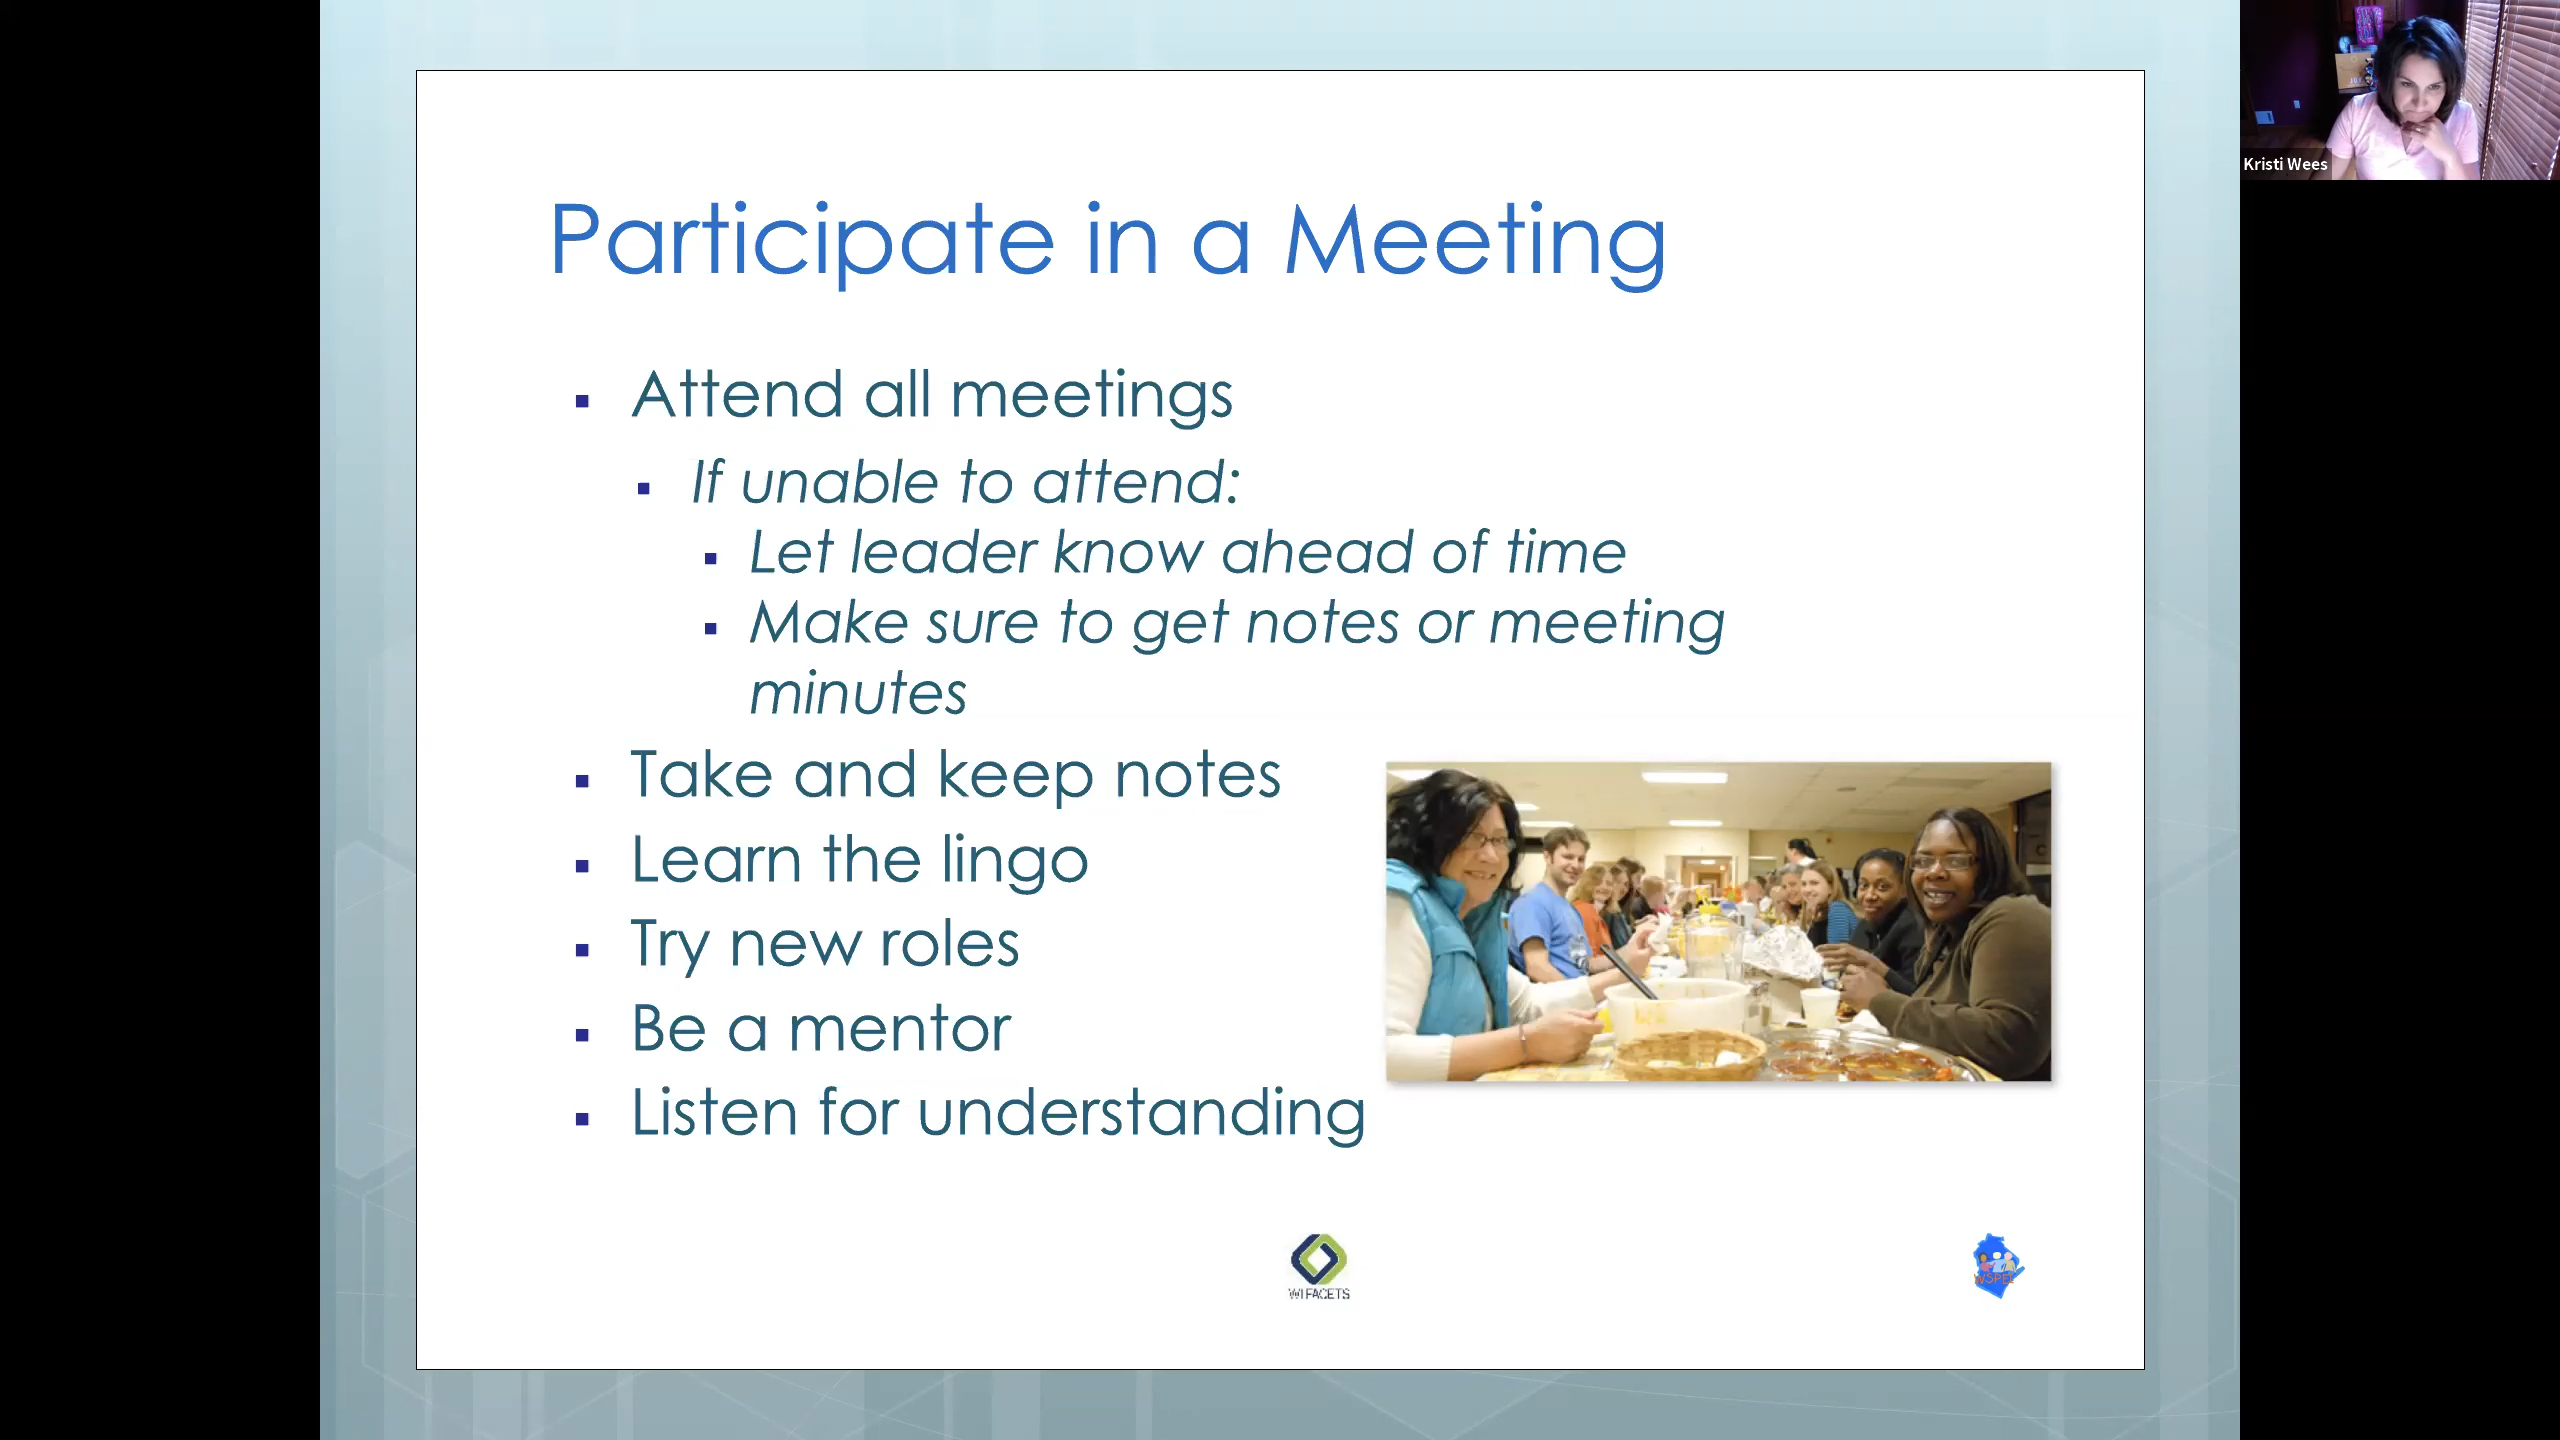 Participate in a Meeting
Attend all meetings
If unable to attend:
Let leader know ahead of time
Make sure to get notes or meeting
minutes
Take and keep notes
Learn the lingo
Try new roles
Be a mentor
Listen for understanding
WI FACETS
WSPEI
Kristi Wees